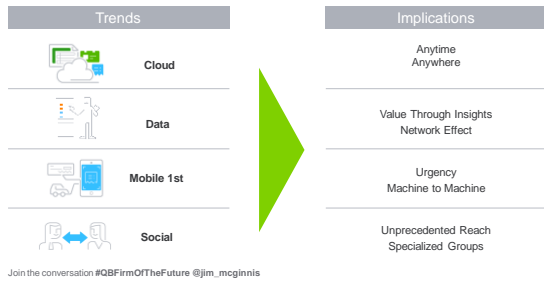 Trends
Implications
Cloud
Anytime
Anywhere
Data
Value Through Insights
Network Effect
Mobile 1st
Urgency
Machine to Machine
Social
Unprecedented Reach
Specialized Groups
Join the conversation #QBFirmOfTheFuture @jim_mcginnis